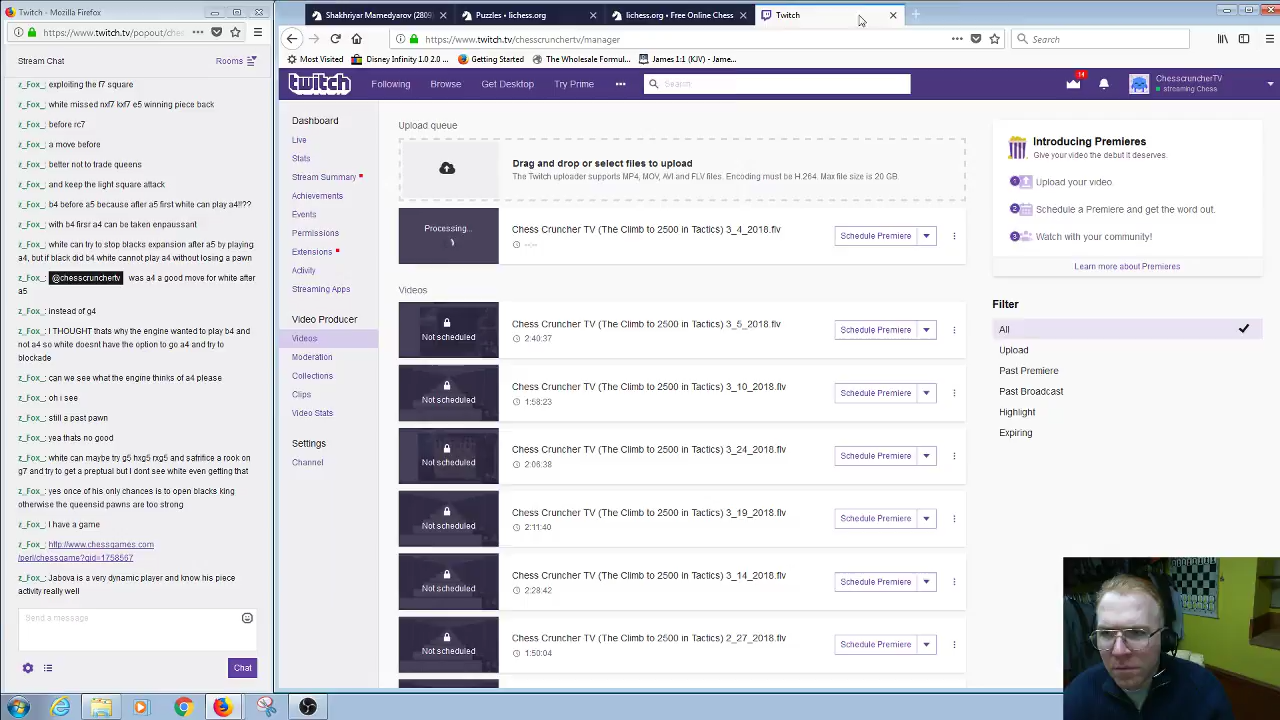 Twitch - Mozilla Firefox
https://www.twitch.tv/popout/che
Stream Chat
Rooms
z_Fox_: exploiting the f7 square
z_Fox_: white missed nxf7 kxf7 e5 winning piece back
z_Fox_: before rc7
z_Fox_: a move before
z_Fox_: better not to trade queens
z_Fox_: and keep the light square attack
z_Fox_: b4 before a5 because after a5 first white can play a4!!??
z_Fox_: with b4 first a4 can be taken enpaussant
z_Fox_: white can try to stop blacks expansion after a5 by playing a4, but if black did b4 white cannot play a4 without losing a pawn
z_Fox_: @chesscrunchertv was a4 a good move for white after a5
z_Fox_: instead of g4
z_Fox_: I THOUGHT thats why the engine wanted to play b4 and not a4 so white doesnt have the option to go a4 and try to blockade
z_Fox_: can we see what the engine thinks of a4 please
z_Fox_: oh i see
z_Fox_: still a past pawn
z_Fox_: yea thats no good
z_Fox_: white can maybe try g5 hxg5 rxg5 and satrifice a rook on g7 and try to get a preptual but I dont see white even getting that
z_Fox_: yes once of his only chances is to open blacks king otherwise the queensid pawns are too strong
z_Fox_: I have a game
z_Fox_: http://www.chessgames.com
/perl/chessgame?gid=1758567
z_Fox_: Jabova is a very dynamic player and know his piece activity really well
Send a message
Chat
Shakhriyar Mamedyarov (2809)
Puzzles • lichess.org
lichess.org • Free Online Chess
Twitch
https://www.twitch.tv/chesscrunchertv/manager
Search
Most Visited
Disney Infinity 1.0 2.0 ...
Getting Started
The Wholesale Formul...
James 1:1 (KJV) - Jame...
twitch
Following
Browse
Get Desktop
Try Prime
Search
14
ChesscruncherTV
streaming Chess
Dashboard
Live
Stats
Stream Summary
Achievements
Events
Permissions
Extensions
Activity
Streaming Apps
Video Producer
Videos
Moderation
Collections
Clips
Video Stats
Settings
Channel
Upload queue
Drag and drop or select files to upload
The Twitch uploader supports MP4, MOV, AVI and FLV files. Encoding must be H.264. Max file size is 20 GB.
Processing...
Chess Cruncher TV (The Climb to 2500 in Tactics) 3_4_2018.flv
--:--
Schedule Premiere
Videos
Not scheduled
Chess Cruncher TV (The Climb to 2500 in Tactics) 3_5_2018.flv
2:40:37
Schedule Premiere
Not scheduled
Chess Cruncher TV (The Climb to 2500 in Tactics) 3_10_2018.flv
1:58:23
Schedule Premiere
Not scheduled
Chess Cruncher TV (The Climb to 2500 in Tactics) 3_24_2018.flv
2:06:38
Schedule Premiere
Not scheduled
Chess Cruncher TV (The Climb to 2500 in Tactics) 3_19_2018.flv
2:11:40
Schedule Premiere
Not scheduled
Chess Cruncher TV (The Climb to 2500 in Tactics) 3_14_2018.flv
2:28:42
Schedule Premiere
Not scheduled
Chess Cruncher TV (The Climb to 2500 in Tactics) 2_27_2018.flv
1:50:04
Schedule Premiere
Introducing Premieres
Give your video the debut it deserves.
Upload your video.
Schedule a Premiere and get the word out.
Watch with your community!
Learn more about Premieres
Filter
All
Upload
Past Premiere
Past Broadcast
Highlight
Expiring